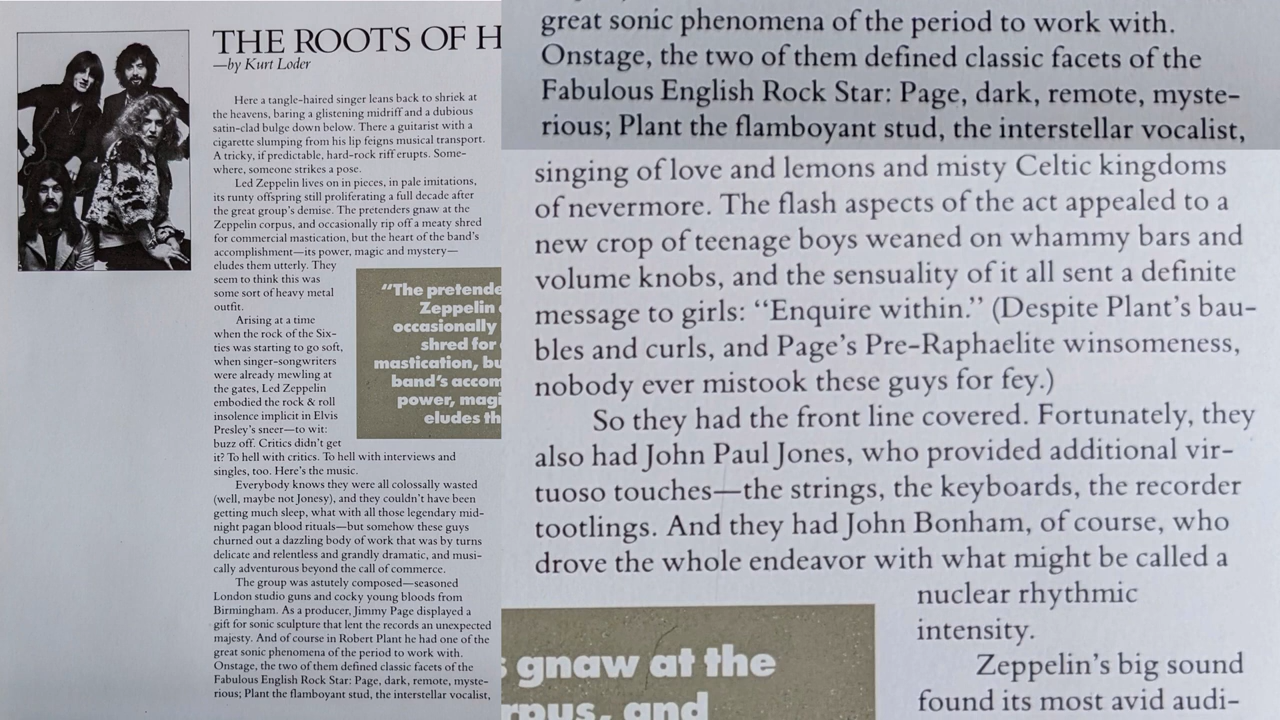 THE ROOTS OF H
—by Kurt Loder
Here a tangle-haired singer leans back to shriek at
the heavens, baring a glistening midriff and a dubious
satin-clad bulge down below. There a guitarist with a
cigarette slumping from his lip feigns musical transport.
A tricky, if predictable, hard-rock riff erupts. Some-
where, someone strikes a pose.
Led Zeppelin lives on in pieces, in pale imitations,
its runty offspring still proliferating a full decade after
the great group's demise. The pretenders gnaw at the
Zeppelin corpus, and occasionally rip off a meaty shred
for commercial mastication, but the heart of the band's
accomplishment—its power, magic and mystery—
eludes them utterly. They
seem to think this was
some sort of heavy metal
outfit.
Arising at a time
when the rock of the Six-
ties was starting to go soft,
when singer-songwriters
were already mewling at
the gates, Led Zeppelin
embodied the rock & roll
insolence implicit in Elvis
Presley's sneer—to wit:
buzz off. Critics didn't get
it? To hell with critics. To hell with interviews and
singles, too. Here's the music.
Everybody knows they were all colossally wasted
(well, maybe not Jonesy), and they couldn't have been
getting much sleep, what with all those legendary mid-
night pagan blood rituals—but somehow these guys
churned out a dazzling body of work that was by turns
delicate and relentless and grandly dramatic, and musi-
cally adventurous beyond the call of commerce.
The group was astutely composed—seasoned
London studio guns and cocky young bloods from
Birmingham. As a producer, Jimmy Page displayed a
gift for sonic sculpture that lent the records an unexpected
majesty. And of course in Robert Plant he had one of the
great sonic phenomena of the period to work with.
Onstage, the two of them defined classic facets of the
Fabulous English Rock Star: Page, dark, remote, myste-
rious; Plant the flamboyant stud, the interstellar vocalist,
"The pretende
Zeppelin
occasionally
shred for
mastication, bu
band's accom
power, magi
eludes th
great sonic phenomena of the period to work with.
Onstage, the two of them defined classic facets of the
Fabulous English Rock Star: Page, dark, remote, myste-
rious; Plant the flamboyant stud, the interstellar vocalist,
singing of love and lemons and misty Celtic kingdoms
of nevermore. The flash aspects of the act appealed to a
new crop of teenage boys weaned on whammy bars and
volume knobs, and the sensuality of it all sent a definite
message to girls: "Enquire within." (Despite Plant's bau-
bles and curls, and Page's Pre-Raphaelite winsomeness,
nobody ever mistook these guys for fey.)
So they had the front line covered. Fortunately, they
also had John Paul Jones, who provided additional vir-
tuoso touches—the strings, the keyboards, the recorder
tootlings. And they had John Bonham, of course, who
drove the whole endeavor with what might be called a
nuclear rhythmic
intensity.
Zeppelin's big sound
found its most avid audi-
gnaw at the
rpus, and